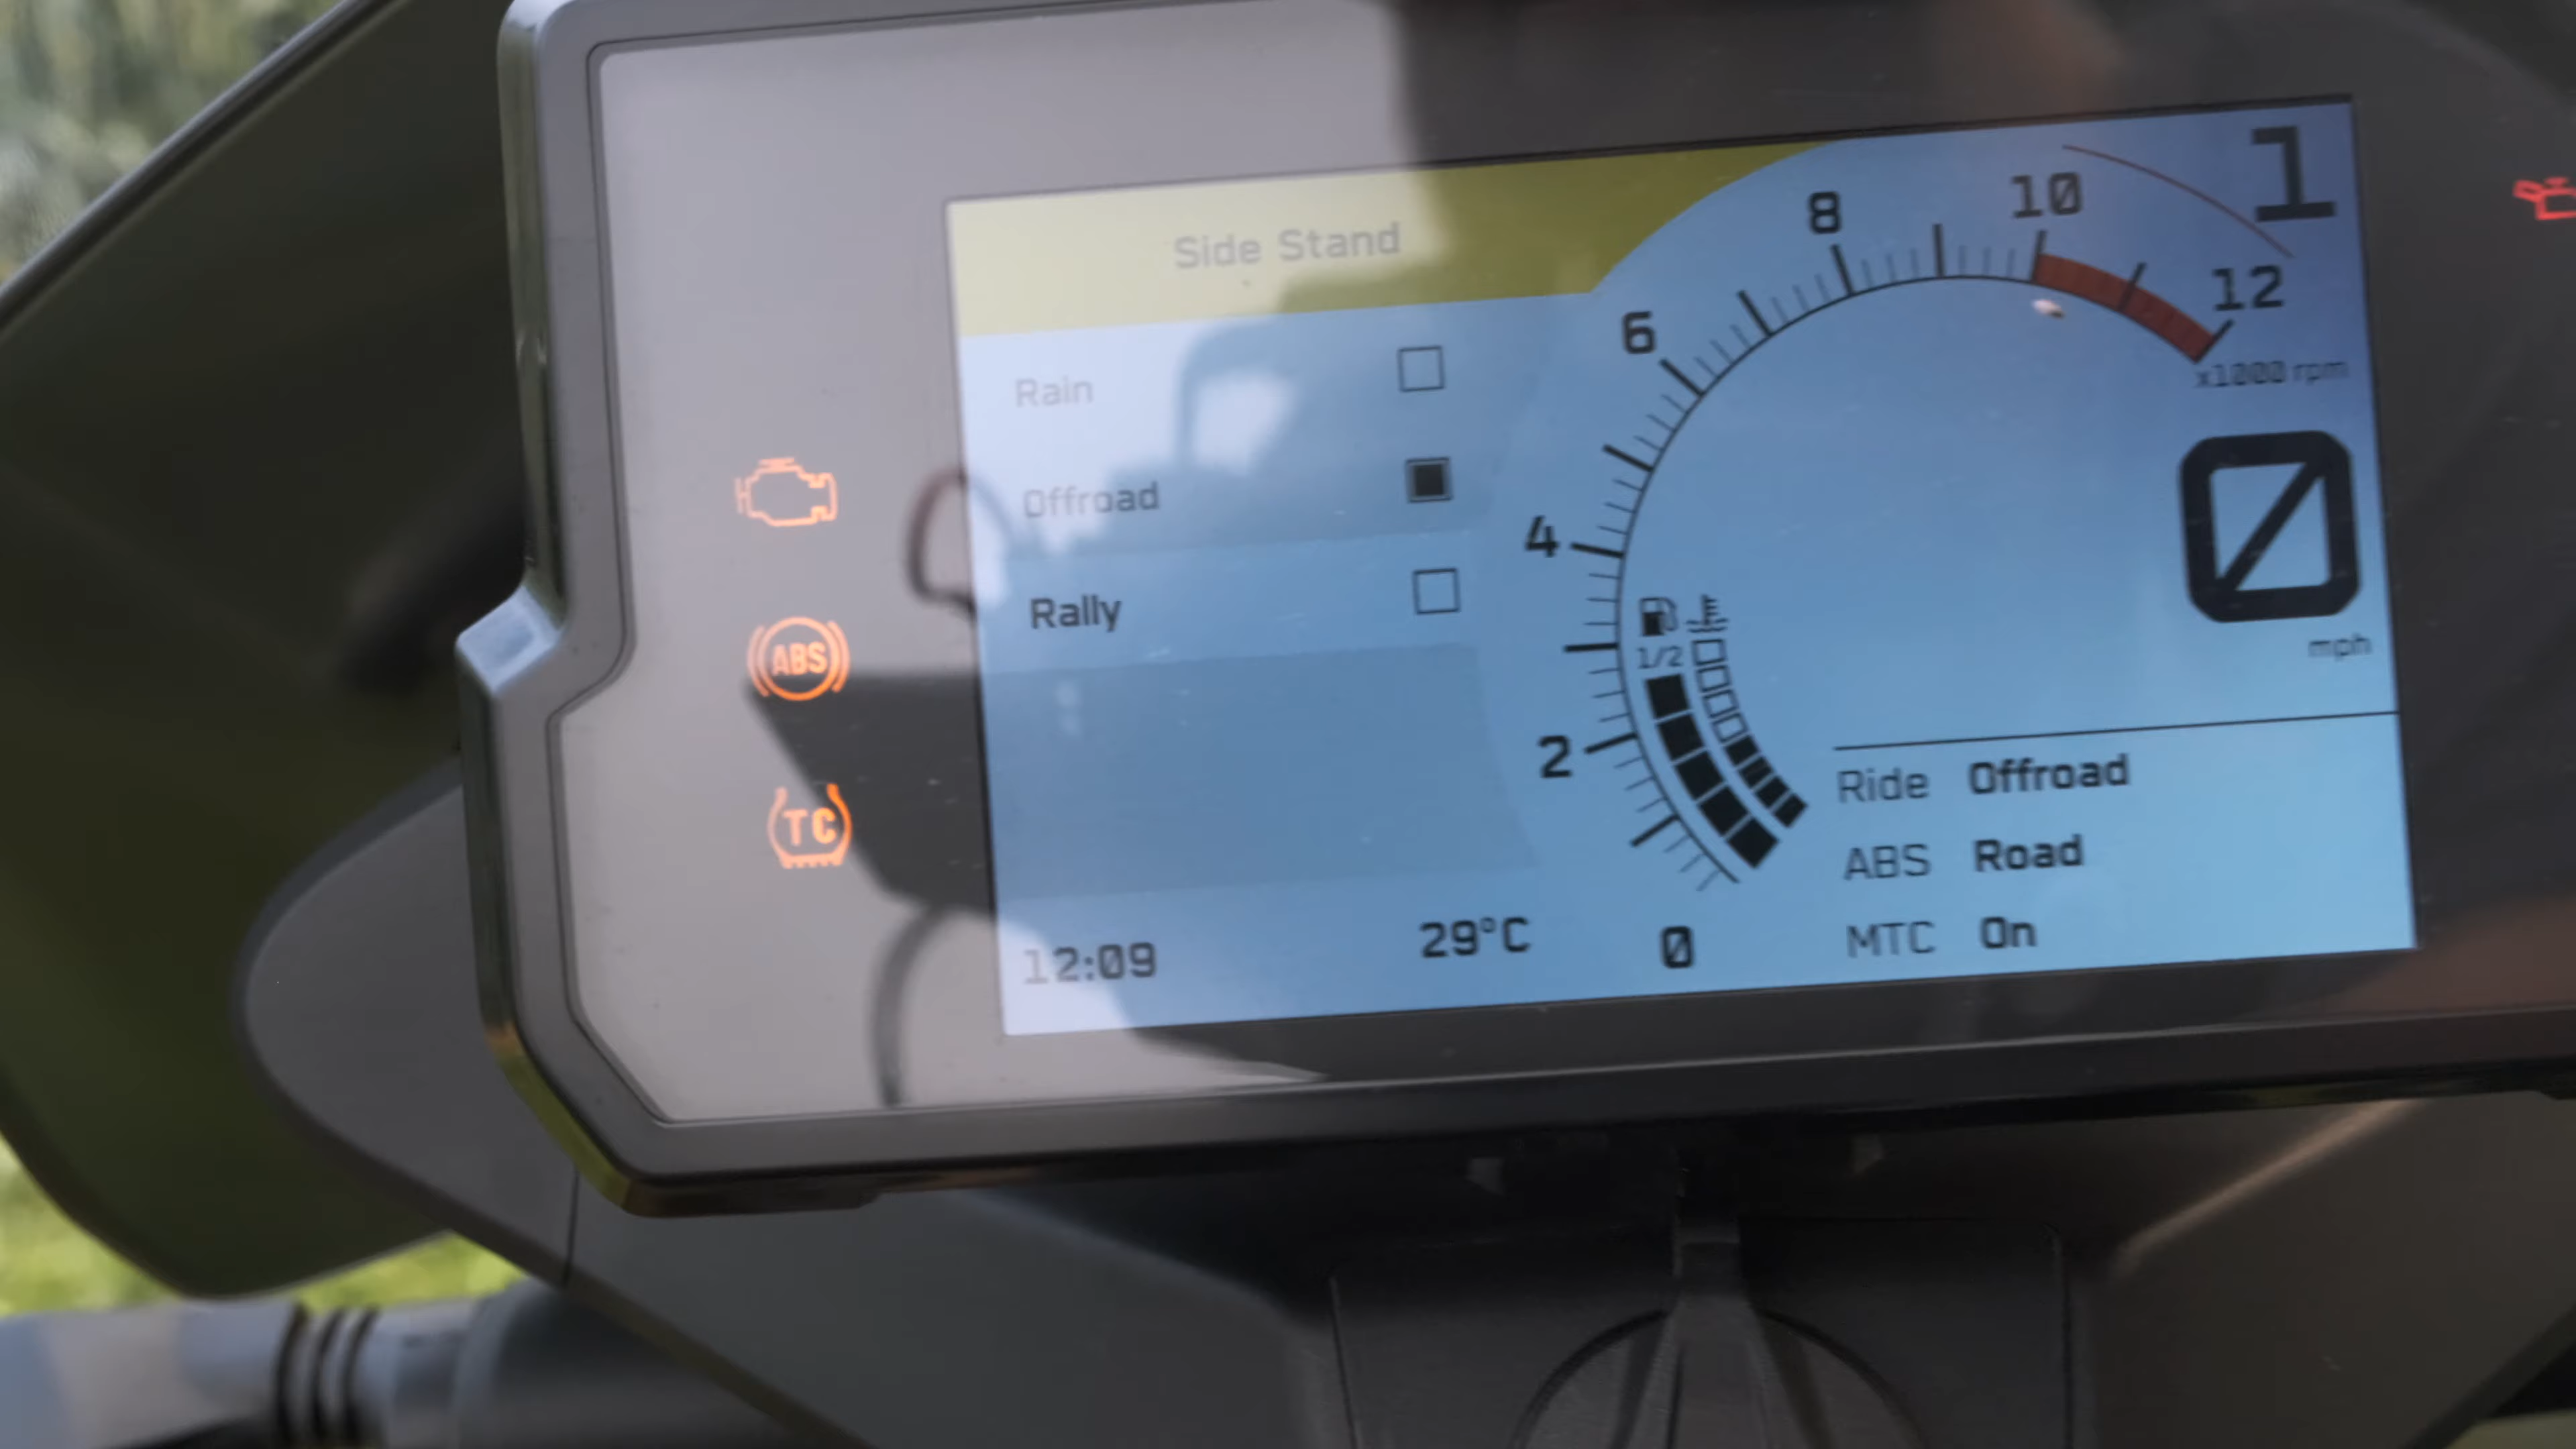 Side Stand
Rain
Offroad
Rally
12:09
29°C
ABS
TC
0
2
4
6
8
10
12
x1000 rpm
1
1/2
0
mph
Ride Offroad
ABS Road
MTC On